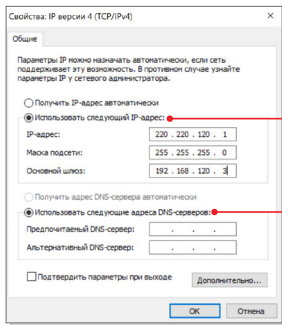 Свойства: IP версии 4 (TCP/IPv4)
Общие
Параметры IP можно назначать автоматически, если сеть
поддерживает эту возможность. В противном случае узнайте
параметры IP у сетевого администратора.
Получить IP-адрес автоматически
Использовать следующий IP-адрес:
IP-адрес: 220 . 220 . 120 . 1
Маска подсети: 255 . 255 . 255 . 0
Основной шлюз: 192 . 168 . 120 . 3
Получить адрес DNS-сервера автоматически
Использовать следующие адреса DNS-серверов:
Предпочитаемый DNS-сервер: . . .
Альтернативный DNS-сервер: . . .
Подтвердить параметры при выходе
Дополнительно...
OK Отмена